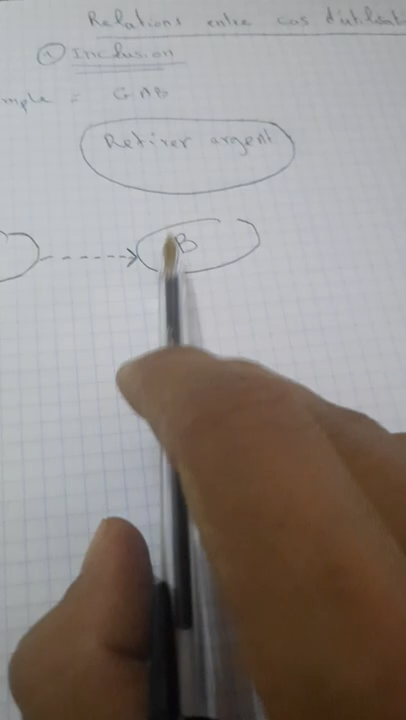 Relations entre cas d'utilisat
① Inclusion
mple = GAB
Retirer argent
B